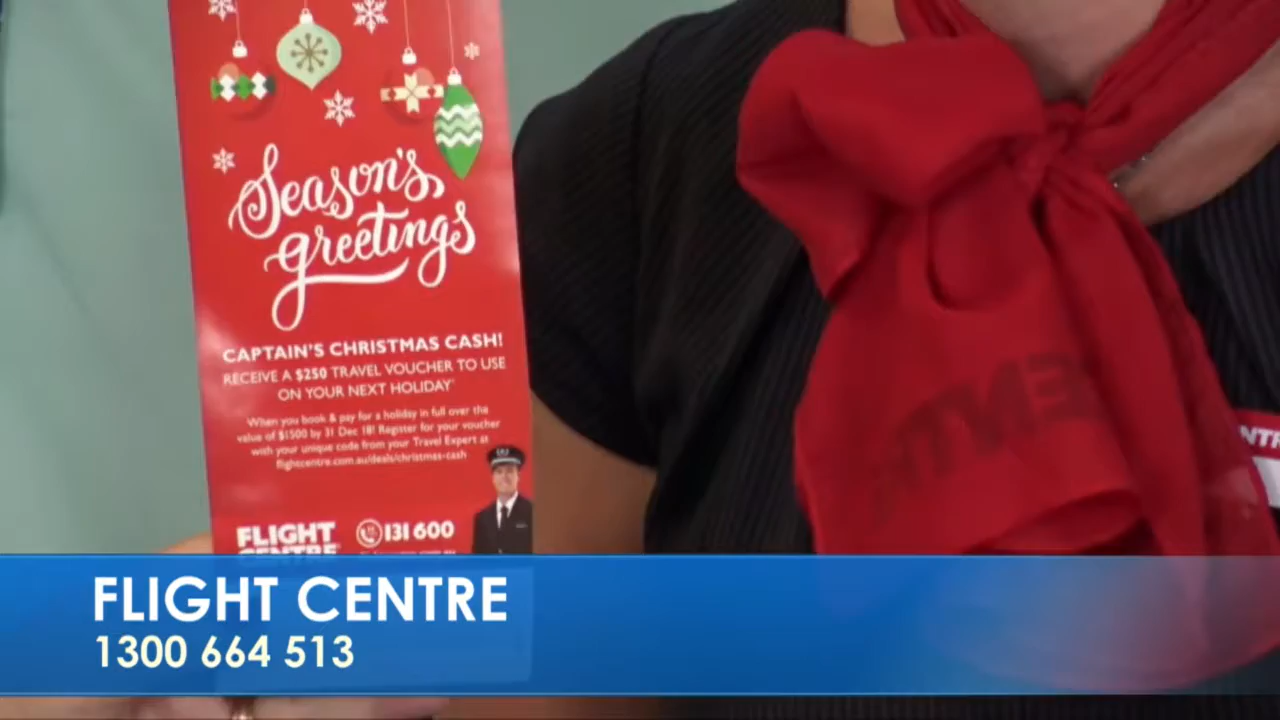 Season's
greetings
CAPTAIN'S CHRISTMAS CASH!
RECEIVE A $250 TRAVEL VOUCHER TO USE
ON YOUR NEXT HOLIDAY*
When you book & pay for a holiday in full over the
value of $1500 by 31 Dec 18! Register for your voucher
with your unique code from your Travel Expert at
flightcentre.com.au/deals/christmas-cash
FLIGHT
CENTRE
131 600
FLIGHT CENTRE
1300 664 513